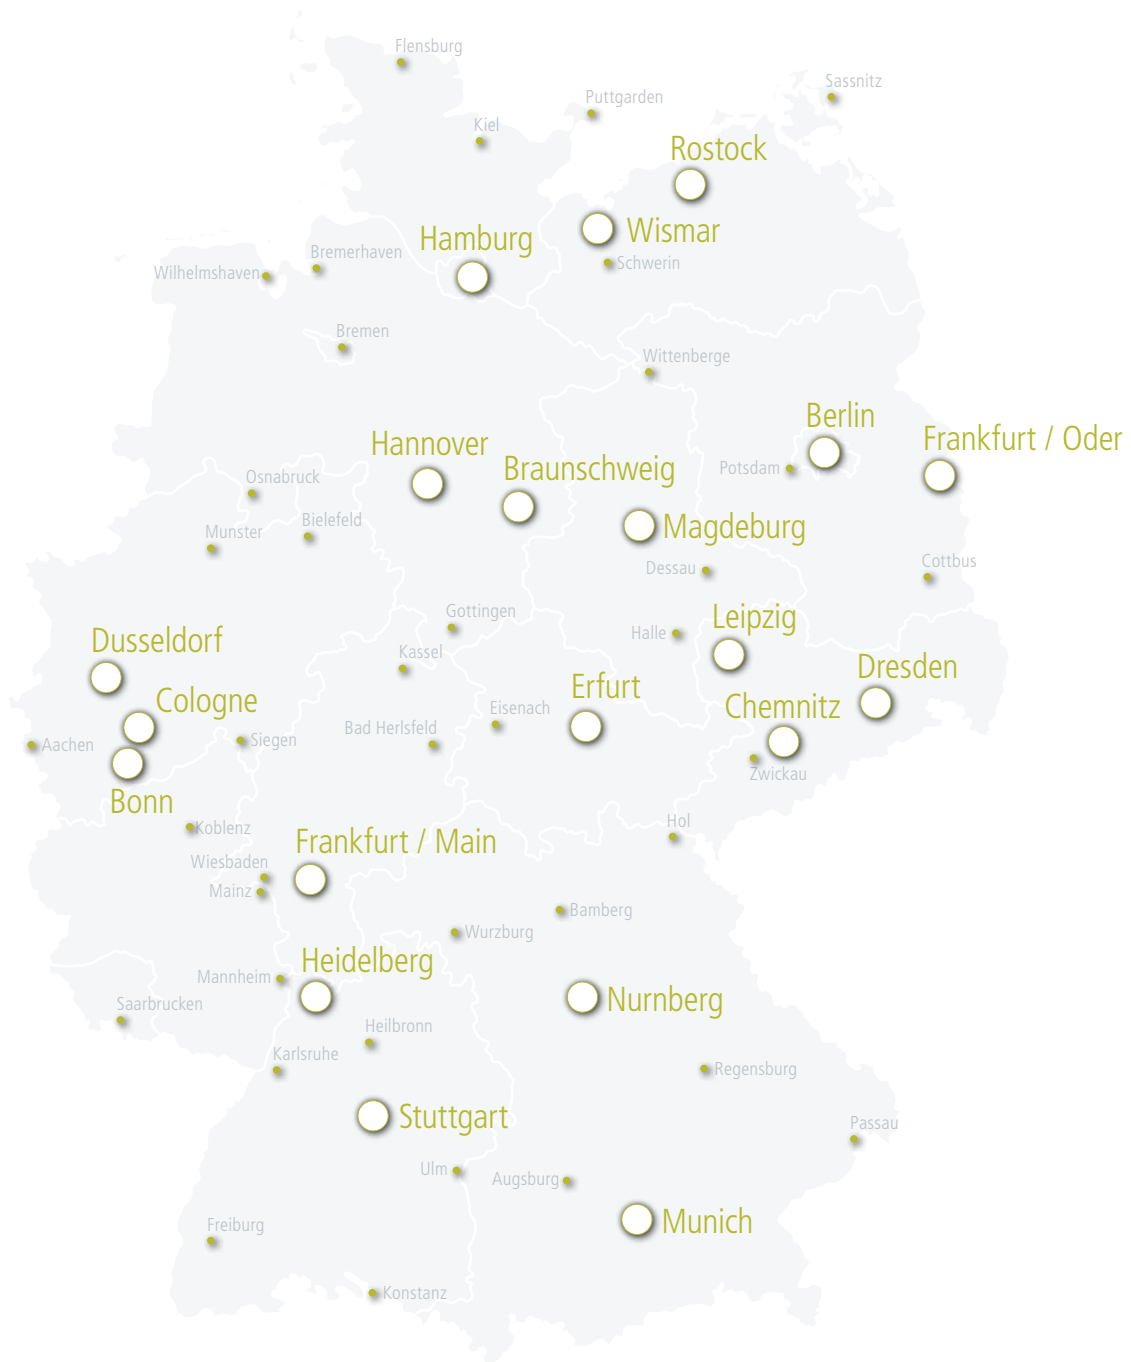 Flensburg
Sassnitz
Puttgarden
Kiel
Rostock
Wismar
Hamburg
Bremerhaven
Schwerin
Wilhelmshaven
Bremen
Wittenberge
Berlin
Frankfurt / Oder
Hannover
Braunschweig
Potsdam
Osnabruck
Bielefeld
Magdeburg
Munster
Cottbus
Dessau
Gottingen
Leipzig
Halle
Dusseldorf
Kassel
Dresden
Erfurt
Cologne
Eisenach
Chemnitz
Bad Herlsfeld
Siegen
Aachen
Zwickau
Bonn
Hol
Koblenz
Frankfurt / Main
Wiesbaden
Mainz
Bamberg
Wurzburg
Heidelberg
Mannheim
Nurnberg
Saarbrucken
Heilbronn
Karlsruhe
Regensburg
Stuttgart
Passau
Ulm
Augsburg
Munich
Freiburg
Konstanz